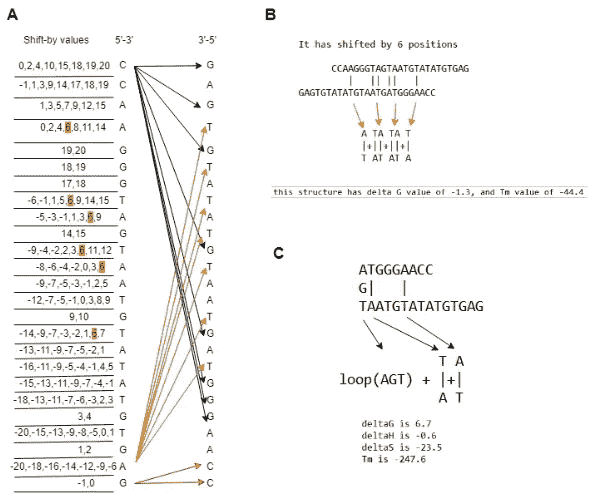 A
Shift-by values 5'-3' 3'-5'
0,2,4,10,15,18,19,20 C G
-1,1,3,9,14,17,18,19 C A
1,3,5,7,9,12,15 A G
0,2,4,6,8,11,14 A T
19,20 G G
18,19 G T
17,18 G A
-6,-1,1,5,6,9,14,15 T T
-5,-3,-1,1,3,6,9 A A
14,15 G T
-9,-4,-2,2,3,6,11,12 T G
-8,-6,-4,-2,0,3,6 A T
-9,-7,-5,-3,-1,2,5 A A
-12,-7,-5,-1,0,3,8,9 T A
9,10 G T
-14,-9,-7,-3,-2,1,6,7 T G
-13,-11,-9,-7,-5,-2,1 A A
-16,-11,-9,-5,-4,-1,4,5 T T
-15,-13,-11,-9,-7,-4,-1 A G
-18,-13,-11,-7,-6,-3,2,3 T G
3,4 G G
-20,-15,-13,-9,-8,-5,0,1 T A
1,2 G A
-20,-18,-16,-14,-12,-9,-6 A C
-1,0 G C
B
It has shifted by 6 positions
CCAAGGGTAGTAATGTATATGTGAG
GAGTGTATATGTAATGATGGGAACC
A TA TA T
|+||+||+|
T AT AT A
this structure has delta G value of -1.3, and Tm value of -44.4
C
ATGGGAACC
G| |
TAATGTATATGTGAG
T A
loop(AGT) + |+|
A T
deltaG is 6.7
deltaH is -0.6
deltaS is -23.5
Tm is -247.6